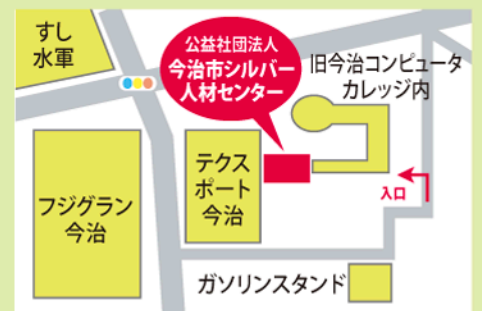 すし
水軍
公益社団法人
今治市シルバー
人材センター
旧今治コンピュータ
カレッジ内
テクス
ポート
今治
フジグラン
今治
入口
ガソリンスタンド